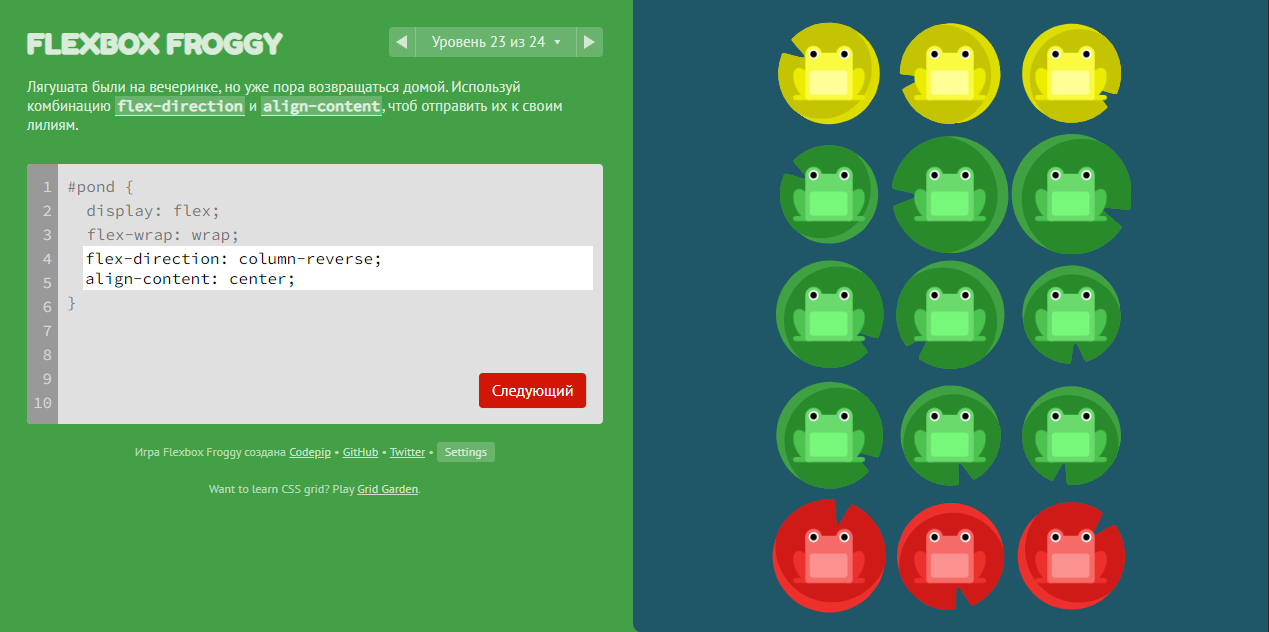 FLEXBOX FROGGY
Уровень 23 из 24
Лягушата были на вечеринке, но уже пора возвращаться домой. Используй
комбинацию flex-direction и align-content, чтоб отправить их к своим
лилиям.
1 #pond {
2 display: flex;
3 flex-wrap: wrap;
4 flex-direction: column-reverse;
5 align-content: center;
6 }
7
8
9
10
Следующий
Игра Flexbox Froggy создана Codepip • GitHub • Twitter • Settings
Want to learn CSS grid? Play Grid Garden.